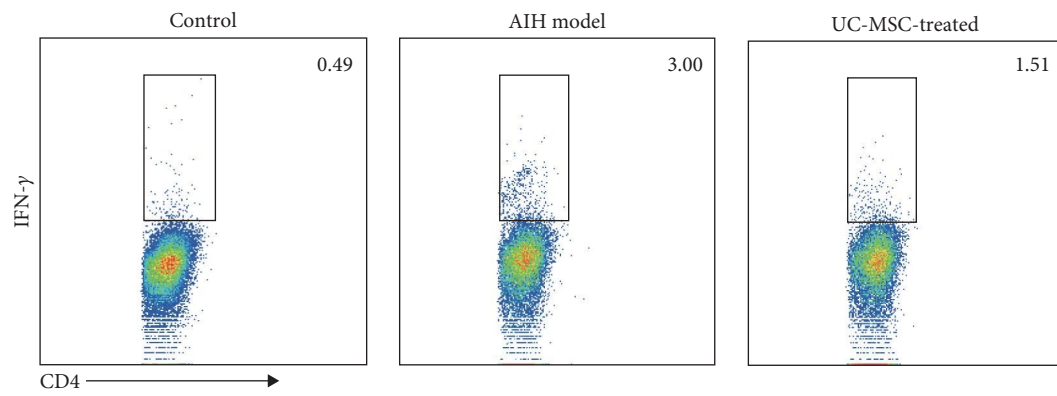 Control
AIH model
UC-MSC-treated
0.49
3.00
1.51
IFN-γ
CD4